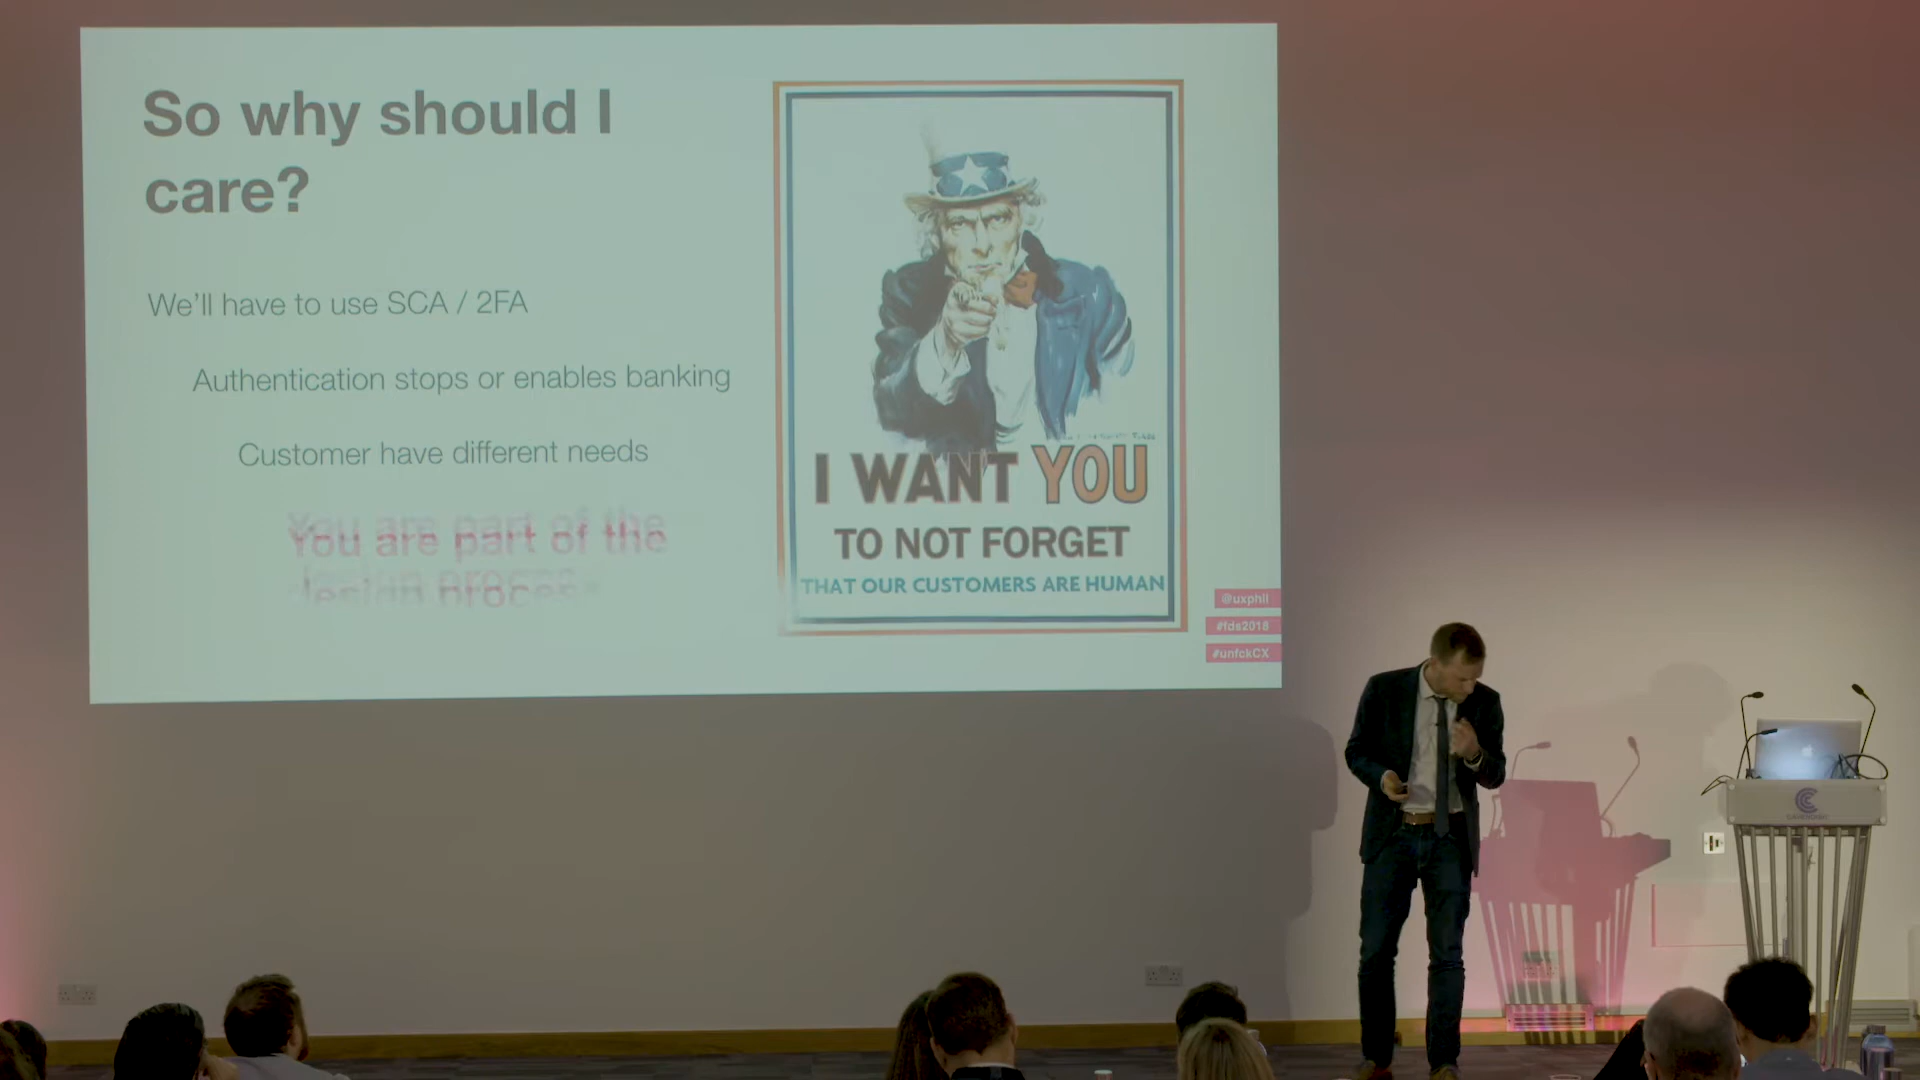 So why should I
care?
We'll have to use SCA / 2FA
Authentication stops or enables banking
Customer have different needs
You are part of the
design process
I WANT YOU
TO NOT FORGET
THAT OUR CUSTOMERS ARE HUMAN
@uxphil
#fds2018
#unfckCX